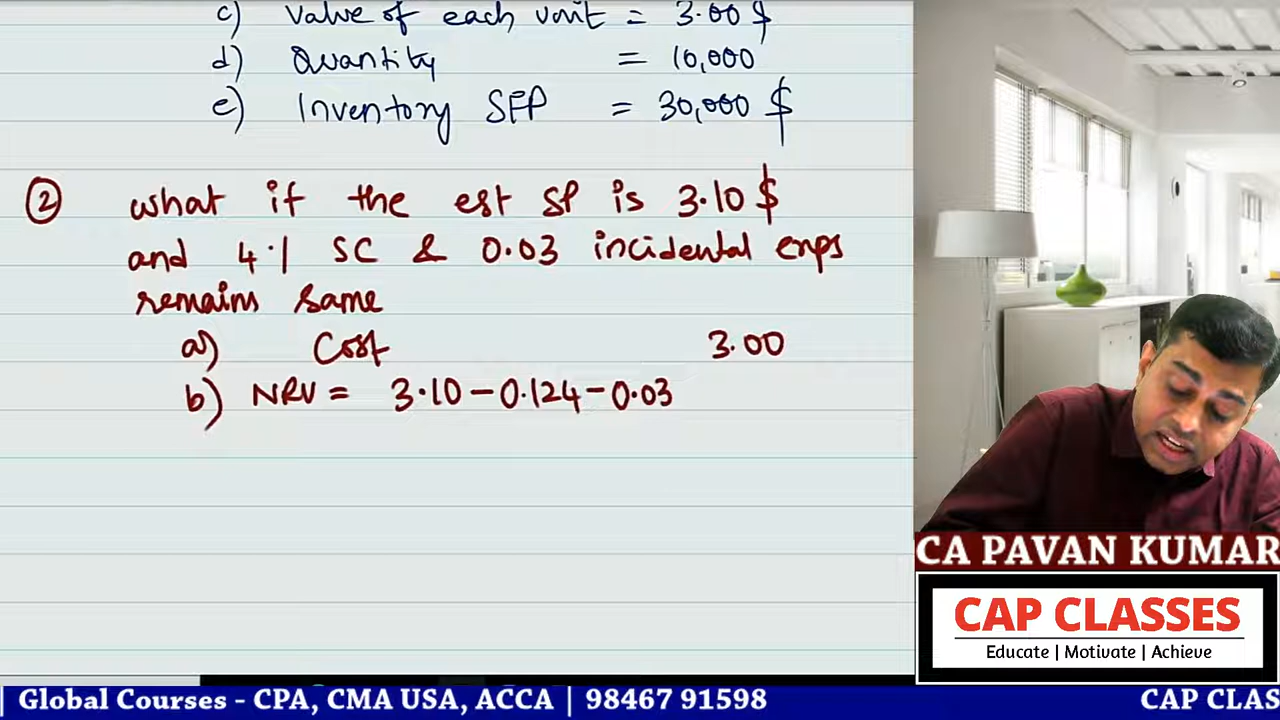 c) Value of each unit = 3.00 $
d) Quantity = 10,000
e) Inventory SFP = 30,000 $
② what if the est SP is 3.10 $
and 4% SC & 0.03 incidental exps
remains same
a) Cost 3.00
b) NRV = 3.10 - 0.124 - 0.03
CA PAVAN KUMAR
CAP CLASSES
Educate | Motivate | Achieve
| Global Courses - CPA, CMA USA, ACCA | 98467 91598
CAP CLAS